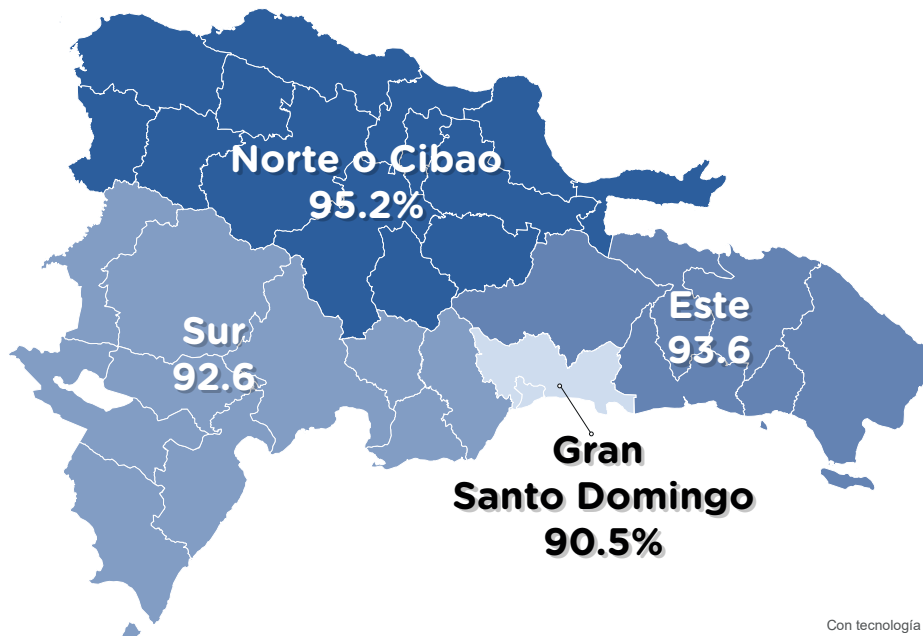 Norte o Cibao
95.2%
Sur
92.6
Este
93.6
Gran
Santo Domingo
90.5%
Con tecnología